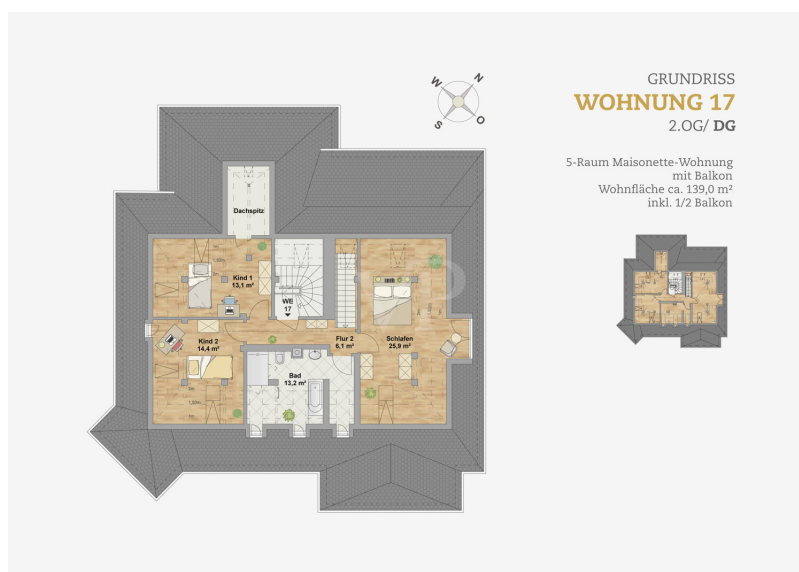 GRUNDRISS
WOHNUNG 17
2.OG/ DG
5-Raum Maisonette-Wohnung
mit Balkon
Wohnfläche ca. 139,0 m²
inkl. 1/2 Balkon
W
N
S
O
Dachspitz
Kind 1
13,1 m²
WE
17
Kind 2
14,4 m²
Flur 2
6,1 m²
Schlafen
25,9 m²
Bad
13,2 m²